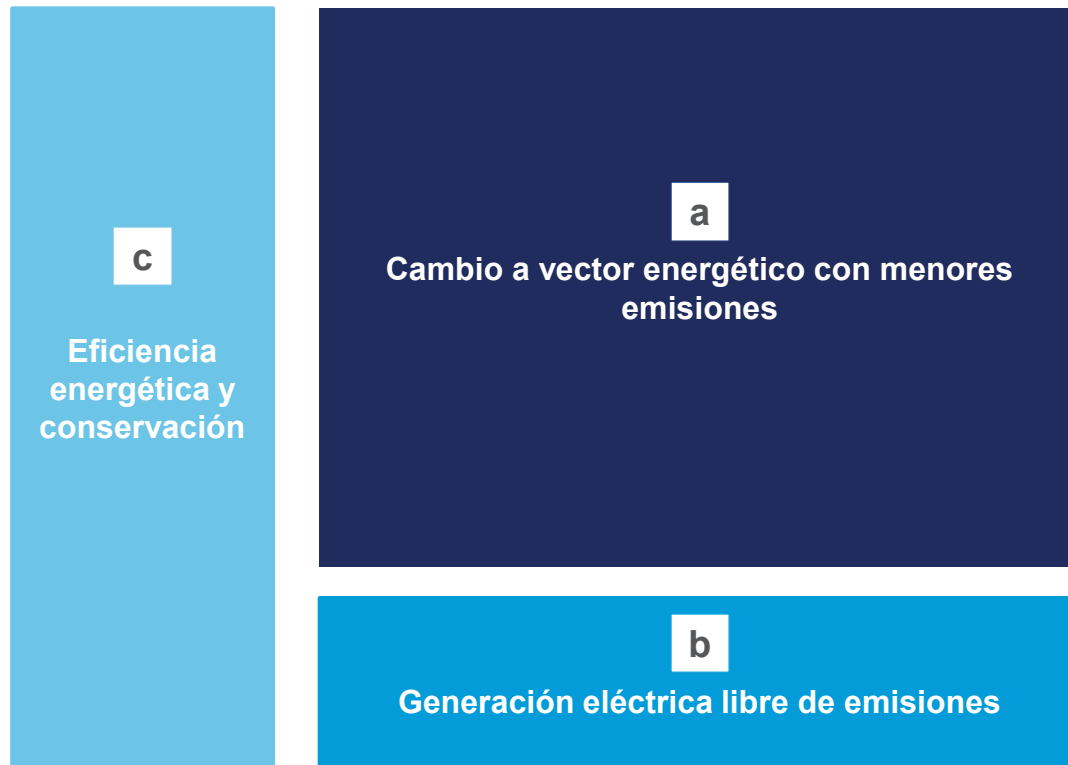 c
Eficiencia
energética y
conservación
a
Cambio a vector energético con menores
emisiones
b
Generación eléctrica libre de emisiones